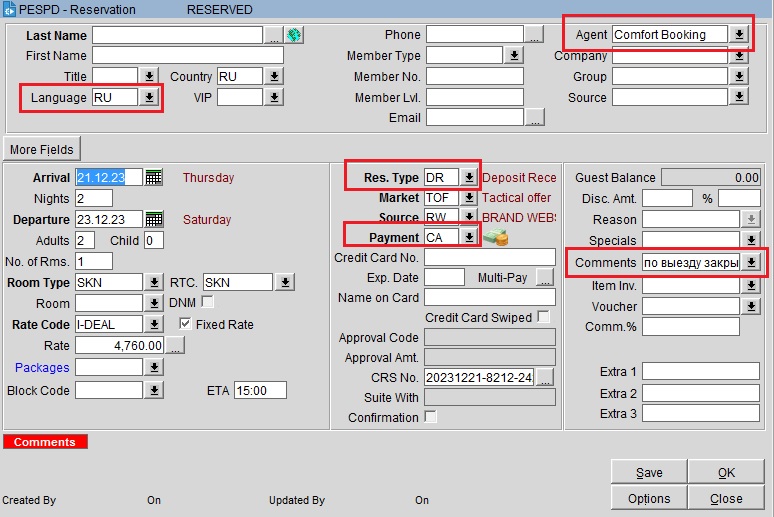 PESPD - Reservation RESERVED
Last Name ... Phone ... Agent Comfort Booking
First Name Member Type Company
Title Country RU Member No. Group
Language RU VIP Member Lvl. Source
Email ...
More Fields
Arrival 21.12.23 Thursday Res. Type DR Deposit Rece Guest Balance 0.00
Nights 2 Market TOF Tactical offer Disc. Amt. %
Departure 23.12.23 Saturday Source RW BRAND WEBS Reason
Adults 2 Child 0 Payment CA Specials
No. of Rms. 1 Credit Card No. Comments по выезду закры
Room Type SKN RTC. SKN Exp. Date Multi-Pay ... Item Inv.
Room DNM Name on Card Voucher
Rate Code I-DEAL Fixed Rate Credit Card Swiped Comm.%
Rate 4,760.00 ... Approval Code
Packages Approval Amt.
Block Code ETA 15:00 CRS No. 20231221-8212-24 ... Extra 1
Suite With Extra 2
Confirmation Extra 3
Comments
Save OK
Options Close
Created By On Updated By On